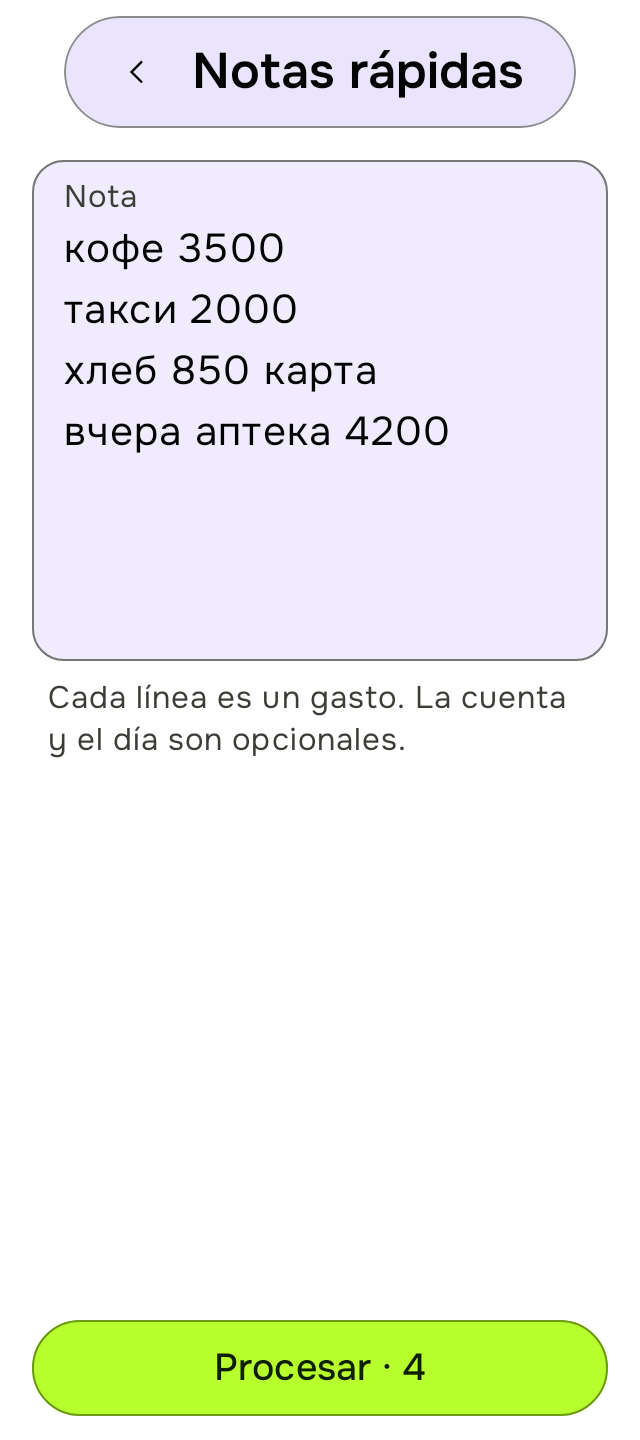 Notas rápidas
Nota
кофе 3500
такси 2000
хлеб 850 карта
вчера аптека 4200
Cada línea es un gasto. La cuenta
y el día son opcionales.
Procesar · 4